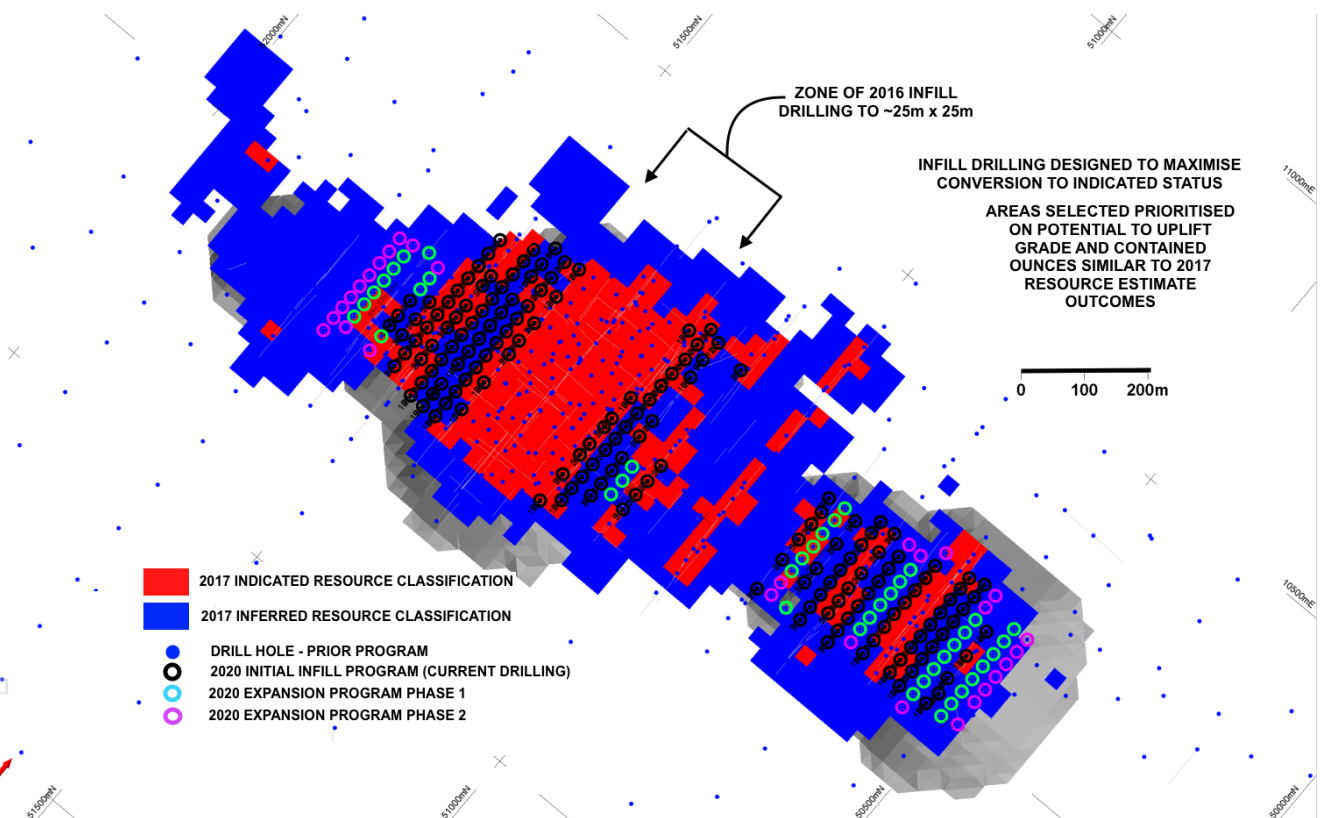 52000mN
51500mN
51000mN
ZONE OF 2016 INFILL
DRILLING TO ~25m x 25m
INFILL DRILLING DESIGNED TO MAXIMISE
CONVERSION TO INDICATED STATUS
11000mE
AREAS SELECTED PRIORITISED
ON POTENTIAL TO UPLIFT
GRADE AND CONTAINED
OUNCES SIMILAR TO 2017
RESOURCE ESTIMATE
OUTCOMES
0 100 200m
2017 INDICATED RESOURCE CLASSIFICATION
2017 INFERRED RESOURCE CLASSIFICATION
DRILL HOLE - PRIOR PROGRAM
2020 INITIAL INFILL PROGRAM (CURRENT DRILLING)
2020 EXPANSION PROGRAM PHASE 1
2020 EXPANSION PROGRAM PHASE 2
10500mE
51500mN
51000mN
50500mN
50000mN